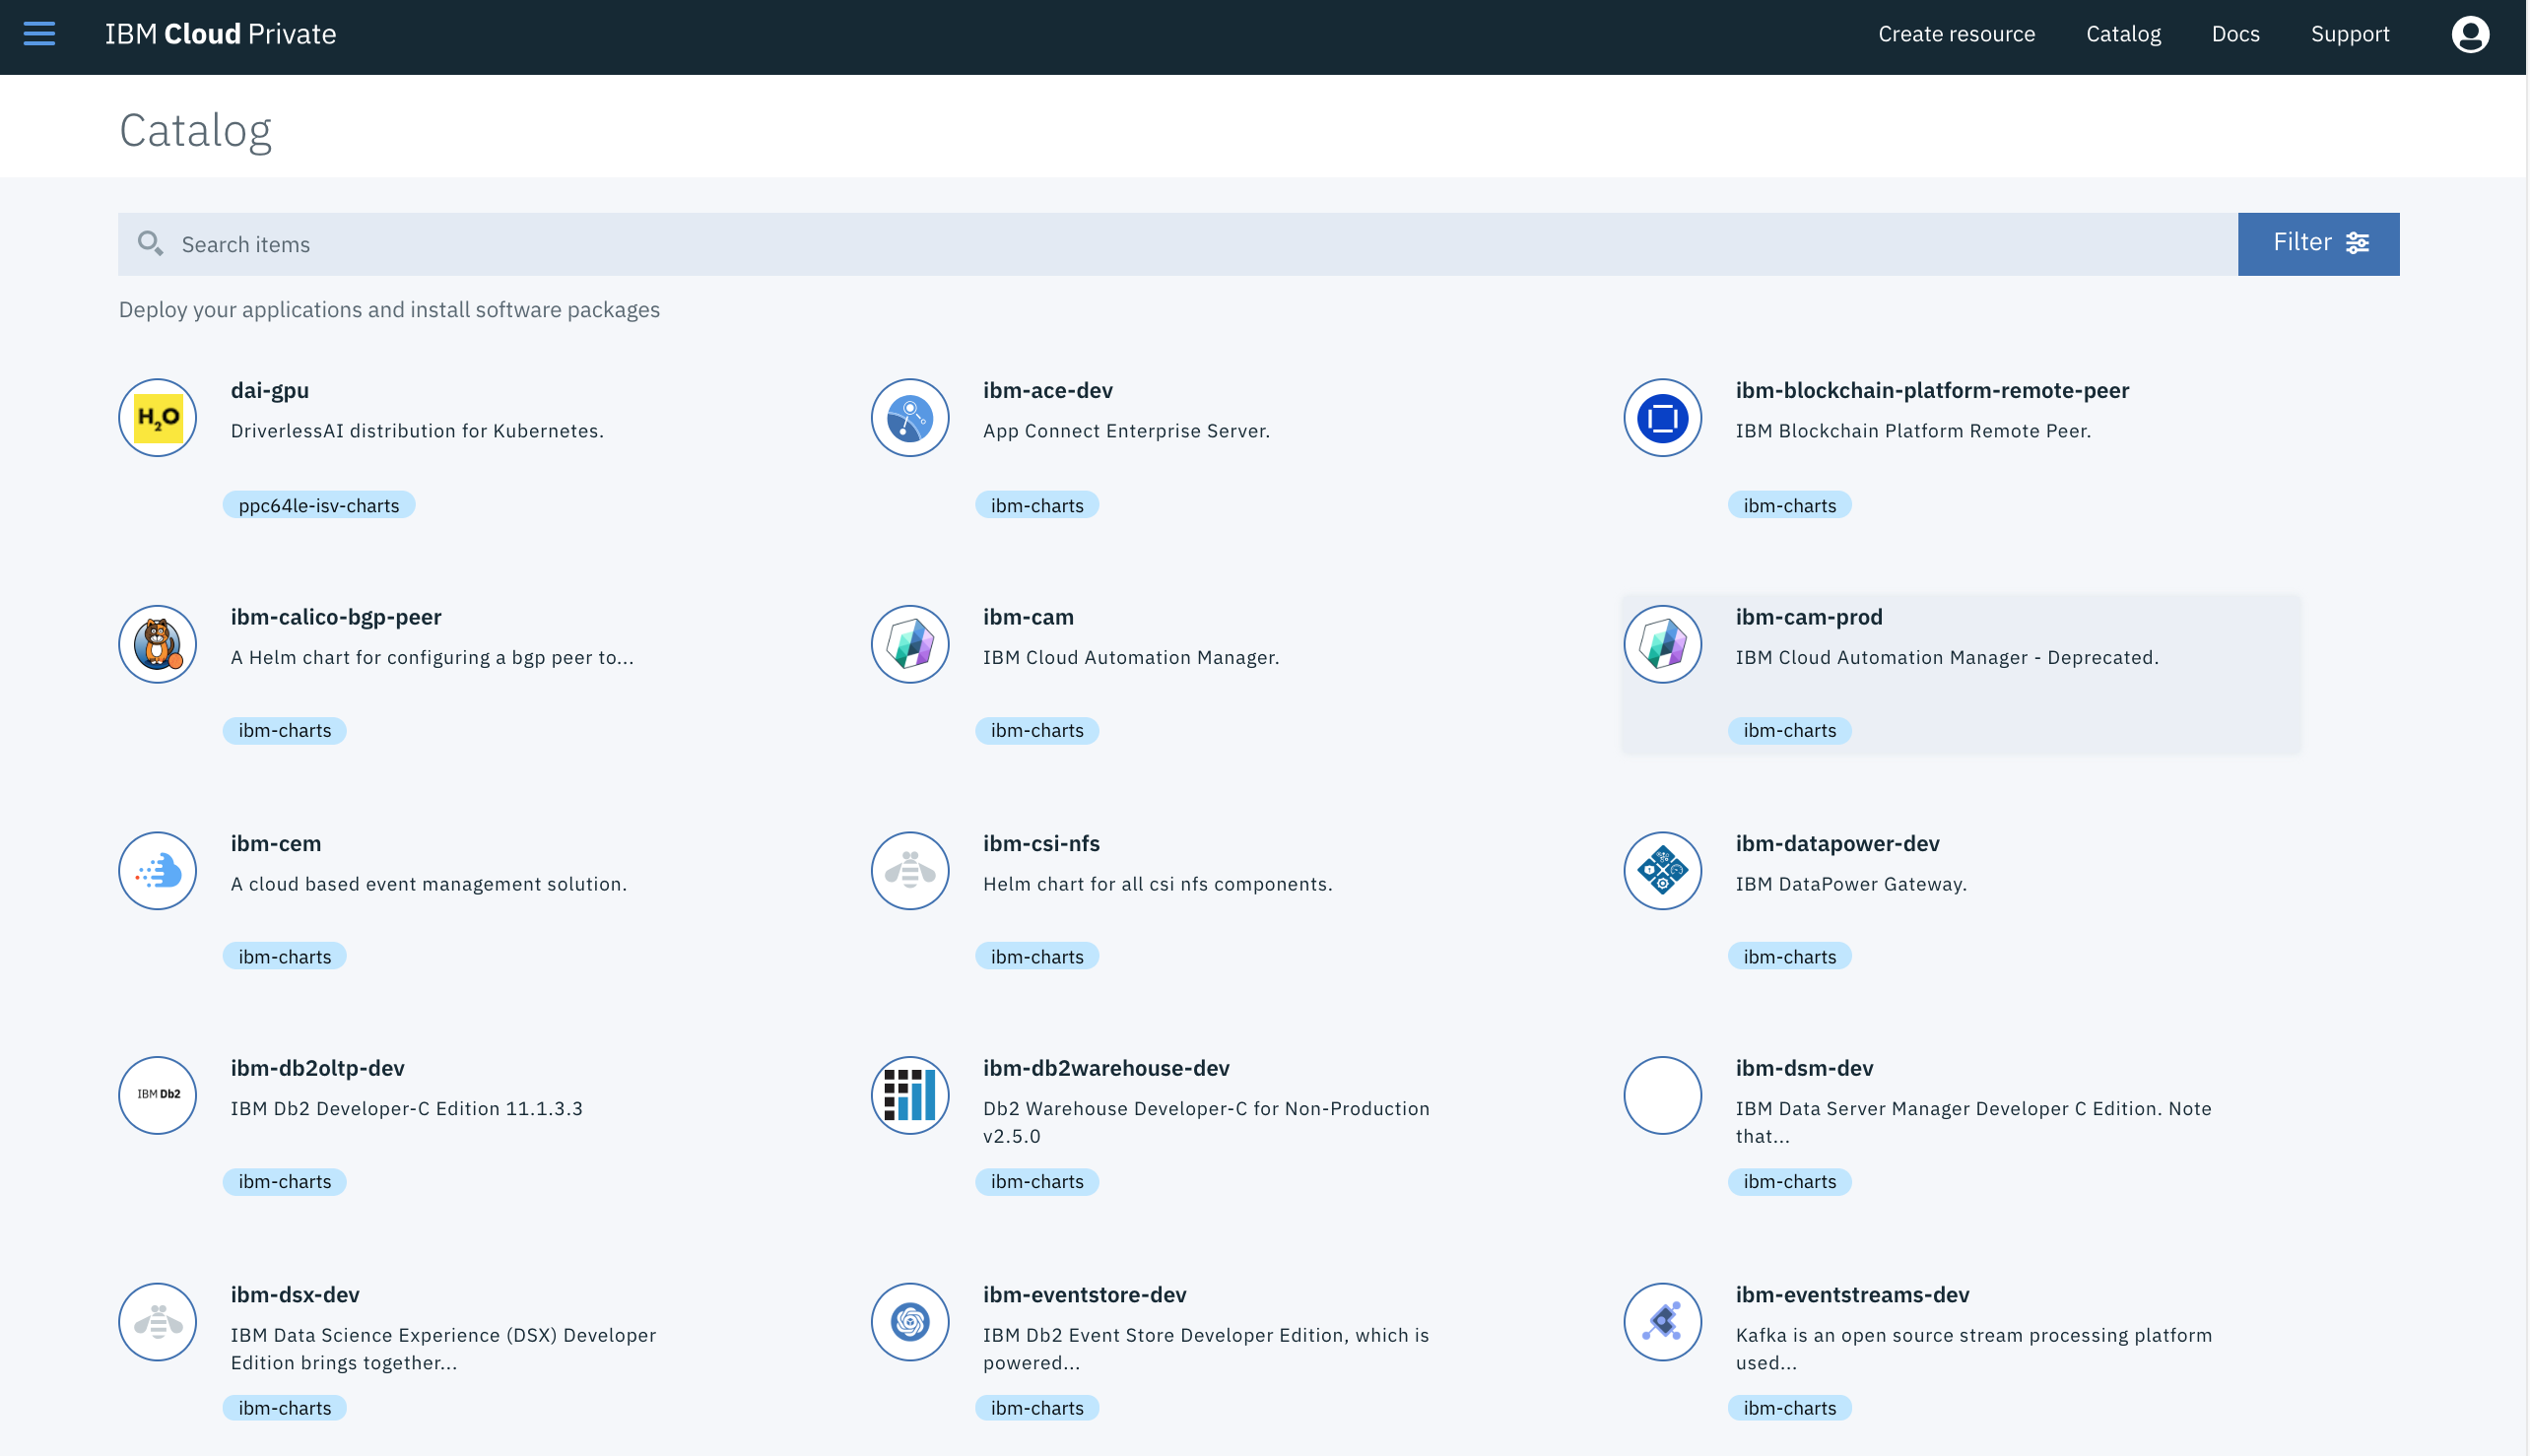 IBM Cloud Private
Create resource
Catalog
Docs
Support
Catalog
Search items
Filter
Deploy your applications and install software packages
H2O
dai-gpu
DriverlessAI distribution for Kubernetes.
ppc64le-isv-charts
ibm-ace-dev
App Connect Enterprise Server.
ibm-charts
ibm-blockchain-platform-remote-peer
IBM Blockchain Platform Remote Peer.
ibm-charts
ibm-calico-bgp-peer
A Helm chart for configuring a bgp peer to...
ibm-charts
ibm-cam
IBM Cloud Automation Manager.
ibm-charts
ibm-cam-prod
IBM Cloud Automation Manager - Deprecated.
ibm-charts
ibm-cem
A cloud based event management solution.
ibm-charts
ibm-csi-nfs
Helm chart for all csi nfs components.
ibm-charts
ibm-datapower-dev
IBM DataPower Gateway.
ibm-charts
IBM Db2
ibm-db2oltp-dev
IBM Db2 Developer-C Edition 11.1.3.3
ibm-charts
ibm-db2warehouse-dev
Db2 Warehouse Developer-C for Non-Production
v2.5.0
ibm-charts
ibm-dsm-dev
IBM Data Server Manager Developer C Edition. Note
that...
ibm-charts
ibm-dsx-dev
IBM Data Science Experience (DSX) Developer
Edition brings together...
ibm-charts
ibm-eventstore-dev
IBM Db2 Event Store Developer Edition, which is
powered...
ibm-charts
ibm-eventstreams-dev
Kafka is an open source stream processing platform
used...
ibm-charts